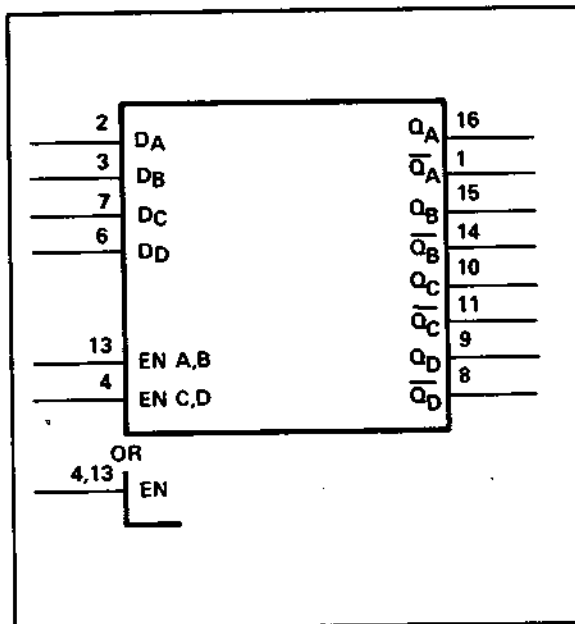 2 DA QA 16
3 DB Q̅A 1
7 DC QB 15
6 DD Q̅B 14
QC 10
Q̅C 11
13 EN A,B QD 9
4 EN C,D Q̅D 8
OR
4,13 EN